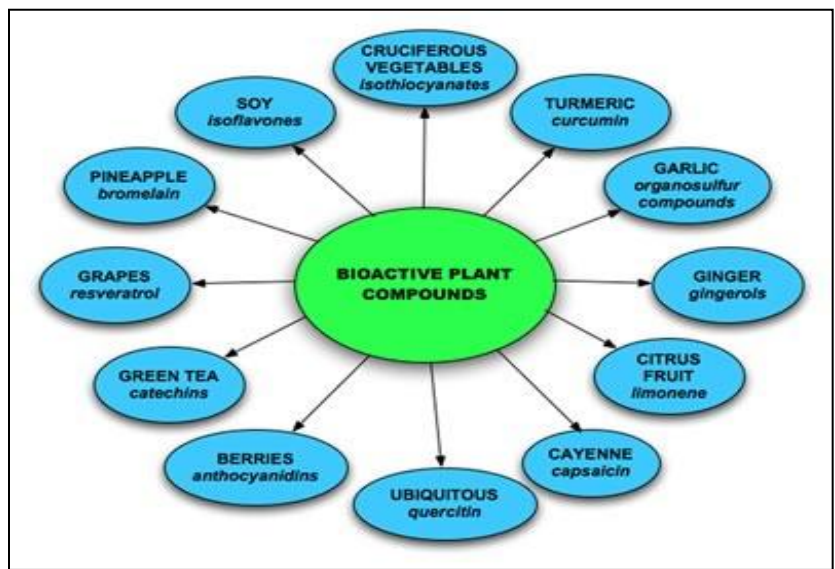 CRUCIFEROUS
VEGETABLES
isothiocyanates
SOY
isoflavones
TURMERIC
curcumin
PINEAPPLE
bromelain
GARLIC
organosulfur
compounds
GRAPES
resveratrol
BIOACTIVE PLANT
COMPOUNDS
GINGER
gingerols
GREEN TEA
catechins
CITRUS
FRUIT
limonene
BERRIES
anthocyanidins
CAYENNE
capsaicin
UBIQUITOUS
quercitin